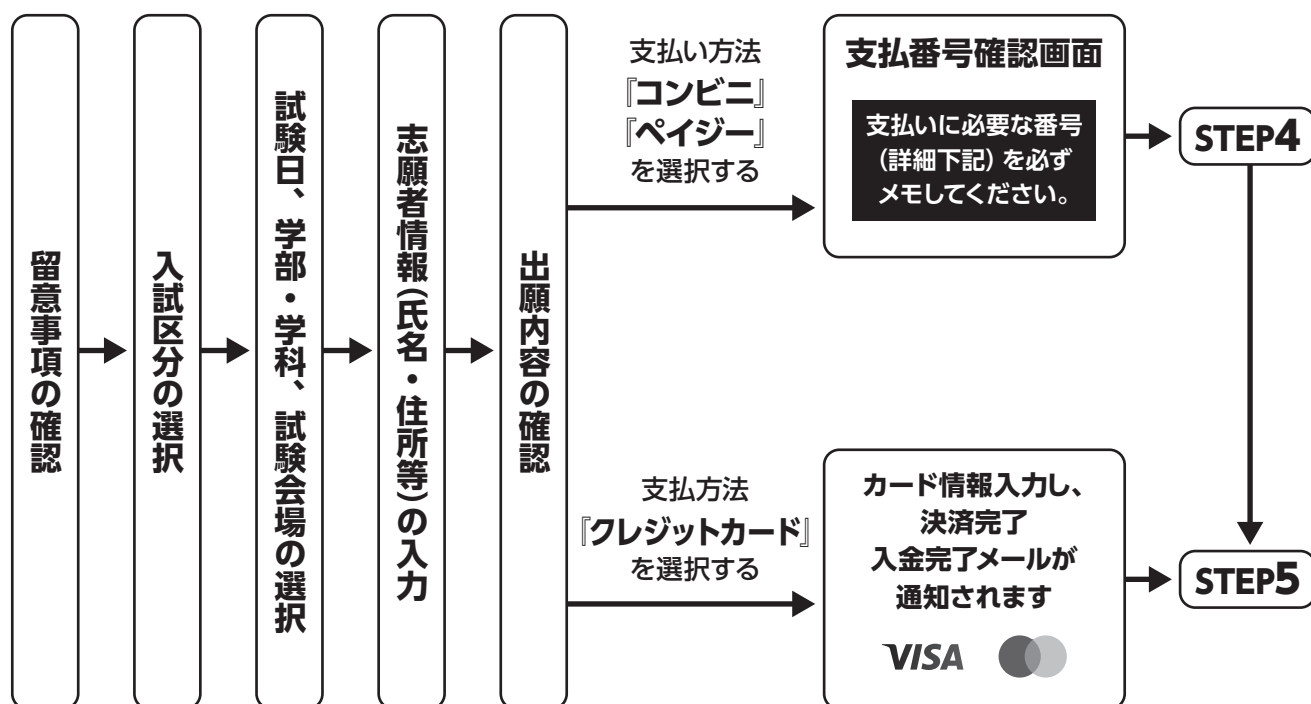 留意事項の確認
入試区分の選択
試験日、学部・学科、試験会場の選択
志願者情報(氏名・住所等)の入力
出願内容の確認
支払い方法
『コンビニ』
『ペイジー』
を選択する
支払番号確認画面
支払いに必要な番号
(詳細下記)を必ず
メモしてください。
STEP4
支払方法
『クレジットカード』
を選択する
カード情報入力し、
決済完了
入金完了メールが
通知されます
VISA
STEP5